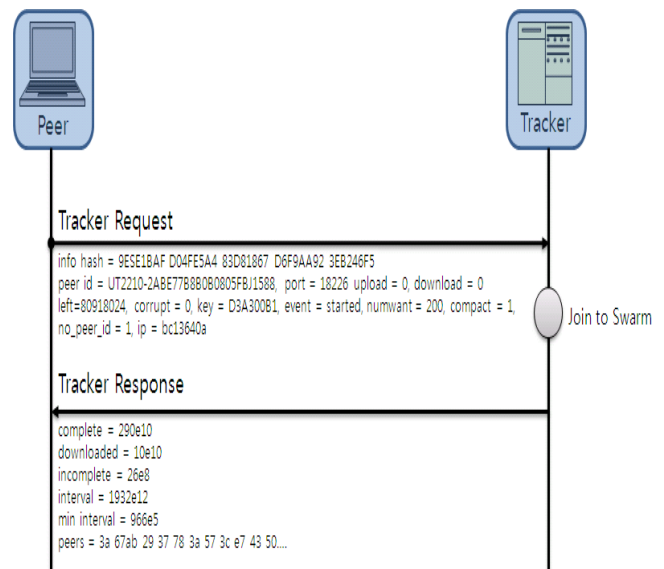 Peer
Tracker
Tracker Request
info hash = 9ESE1BAF D04FE5A4 83D81867 D6F9AA92 3EB246F5
peer id = UT2210-2ABE77B8B0B0805FBJ1588, port = 18226 upload = 0, download = 0
left=80918024, corrupt = 0, key = D3A300B1, event = started, numwant = 200, compact = 1,
no_peer_id = 1, ip = bc13640a
Join to Swarm
Tracker Response
complete = 290e10
downloaded = 10e10
incomplete = 26e8
interval = 1932e12
min interval = 966e5
peers = 3a 67ab 29 37 78 3a 57 3c e7 43 50....